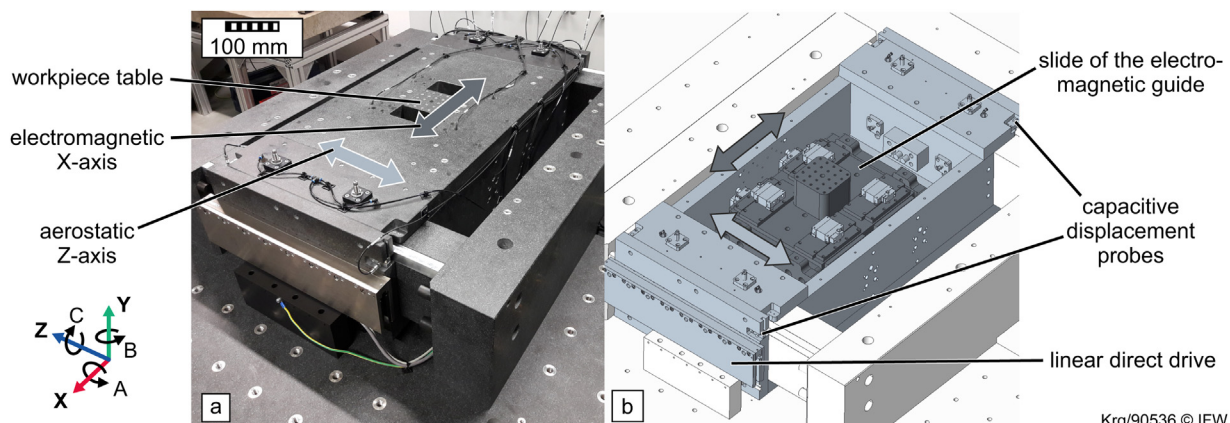 100 mm
workpiece table
electromagnetic
X-axis
aerostatic
Z-axis
Y
C
Z
B
A
X
a
slide of the electro-
magnetic guide
capacitive
displacement
probes
linear direct drive
b
Krg/90536 © IFW